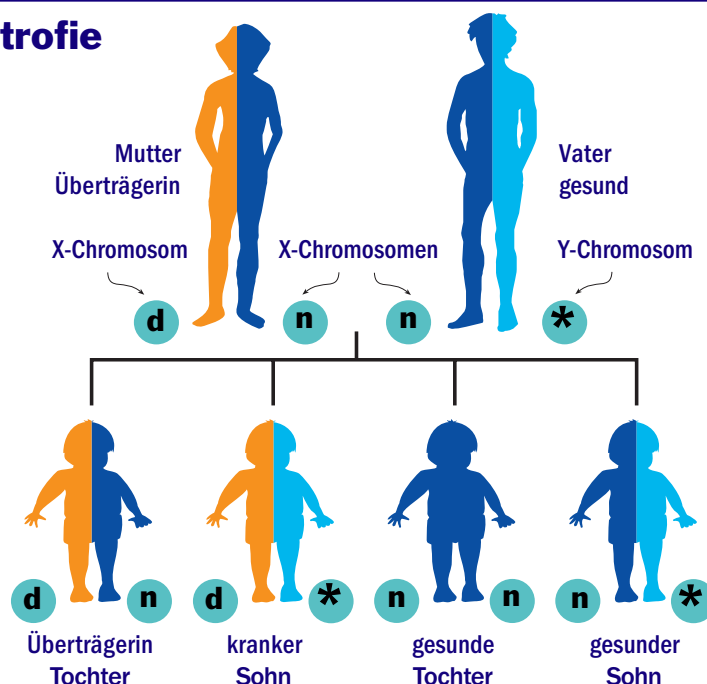 trofie
Mutter
Überträgerin
Vater
gesund
X-Chromosom
X-Chromosomen
Y-Chromosom
d
n
n
*
d
n
d
*
n
n
n
*
Überträgerin
Tochter
kranker
Sohn
gesunde
Tochter
gesunder
Sohn